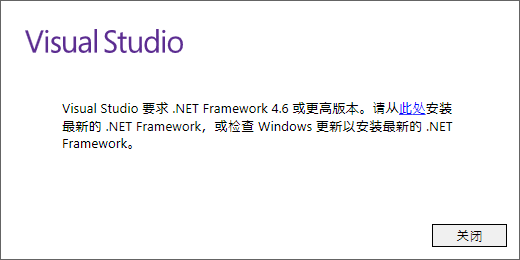 Visual Studio
Visual Studio 要求 .NET Framework 4.6 或更高版本。请从此处安装
最新的 .NET Framework，或检查 Windows 更新以安装最新的 .NET
Framework。
关闭